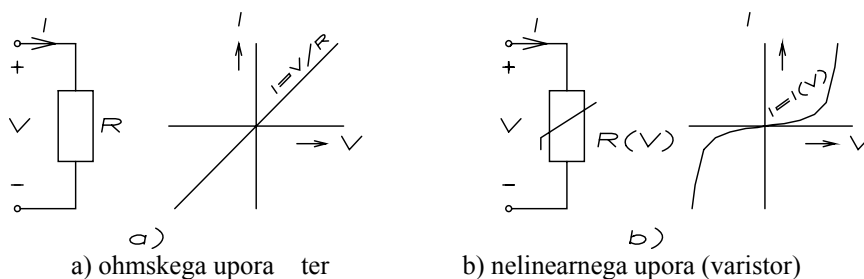 I
+
V
R
−
I
I=V/R
V
a)
I
+
V
R(V)
−
I
I=I(V)
V
b)
a) ohmskega upora ter
b) nelinearnega upora (varistor)